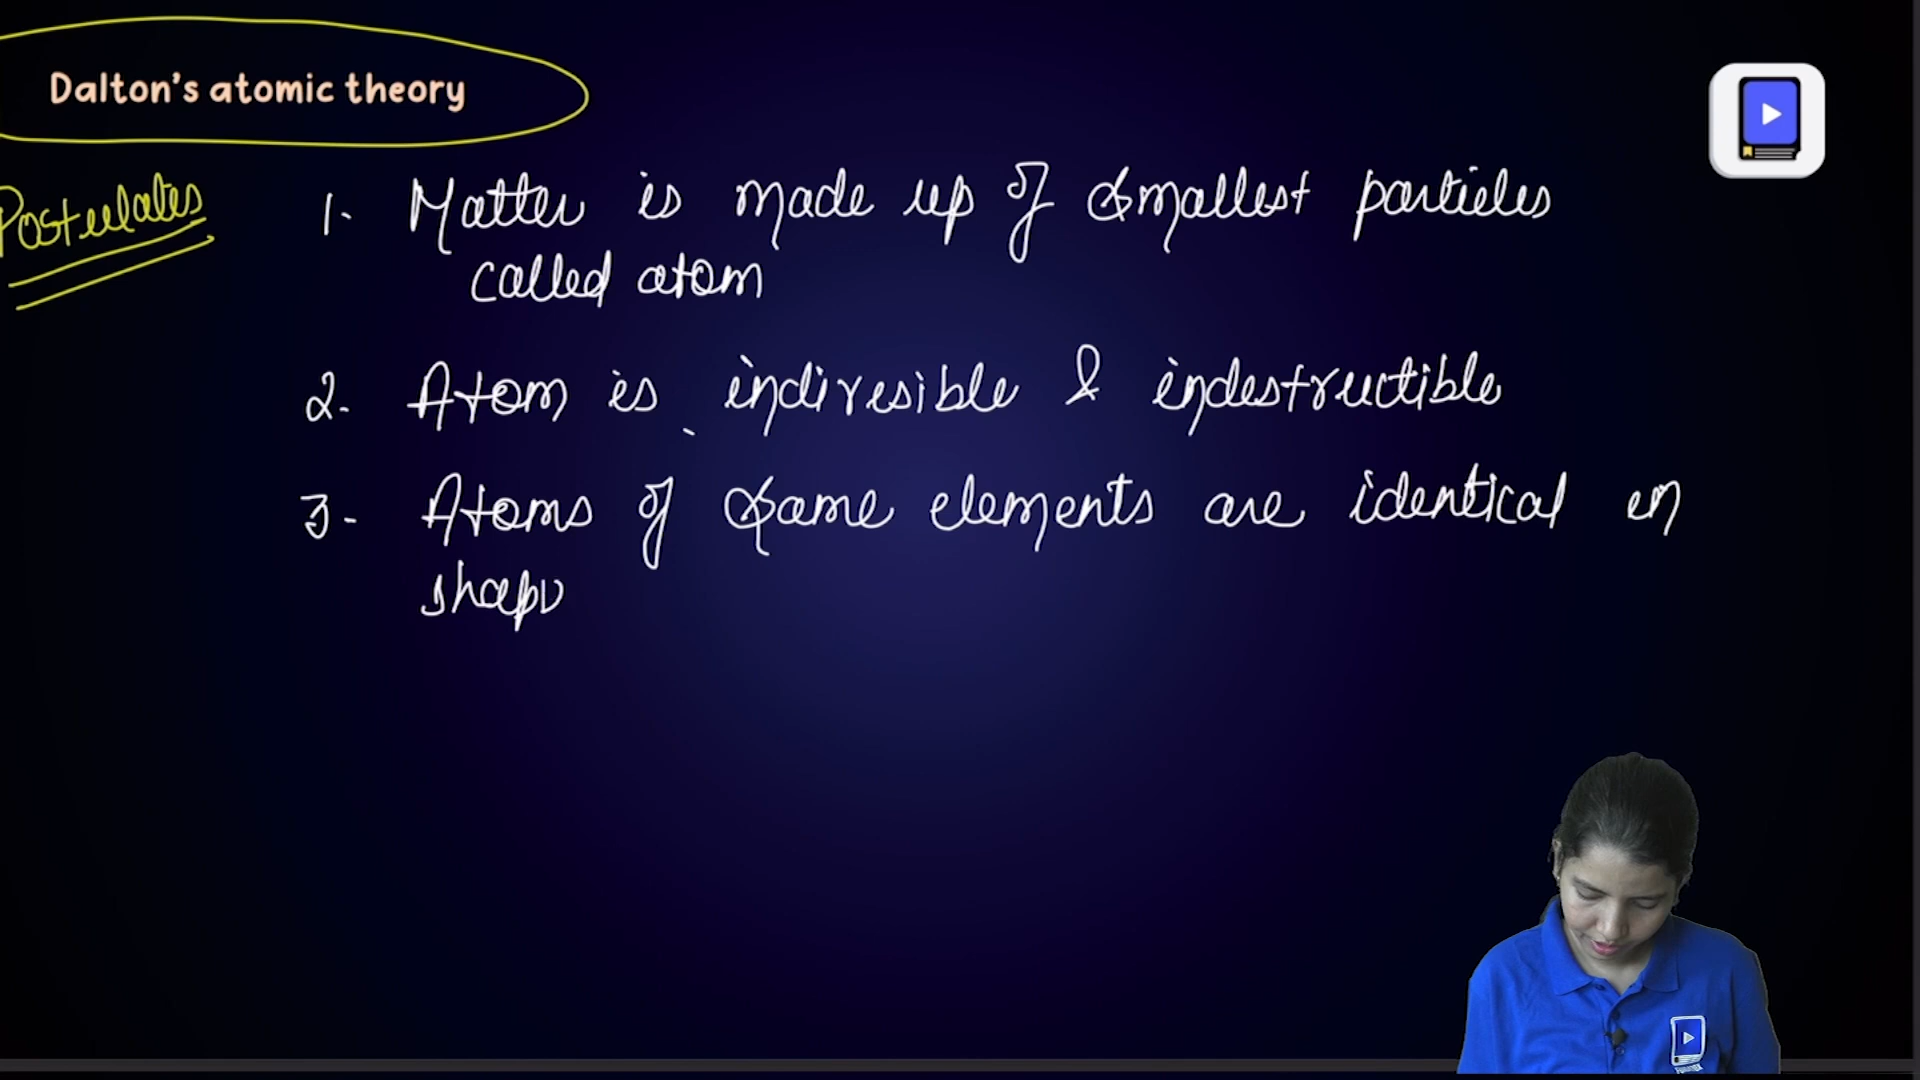 Dalton's atomic theory
Postulates
1. Matter is made up of smallest particles
called atom
2. Atom is indivisible & indestructible
3- Atoms of same elements are identical in
shap